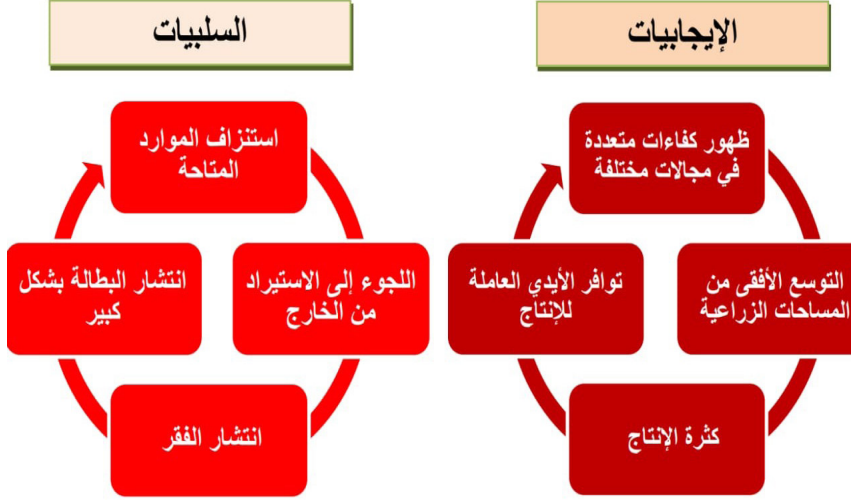 الإيجابيات
ظهور كفاءات متعددة
في مجالات مختلفة
التوسع الأفقى من
المساحات الزراعية
كثرة الإنتاج
توافر الأيدي العاملة
للإنتاج
السلبيات
استنزاف الموارد
المتاحة
اللجوء إلى الاستيراد
من الخارج
انتشار الفقر
انتشار البطالة بشكل
كبير